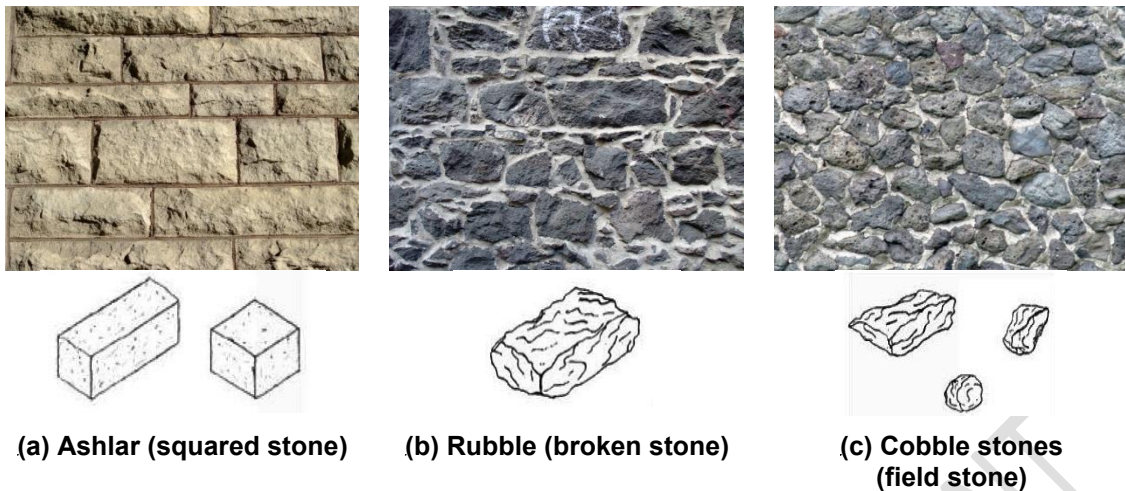 (a) Ashlar (squared stone)
(b) Rubble (broken stone)
(c) Cobble stones
(field stone)